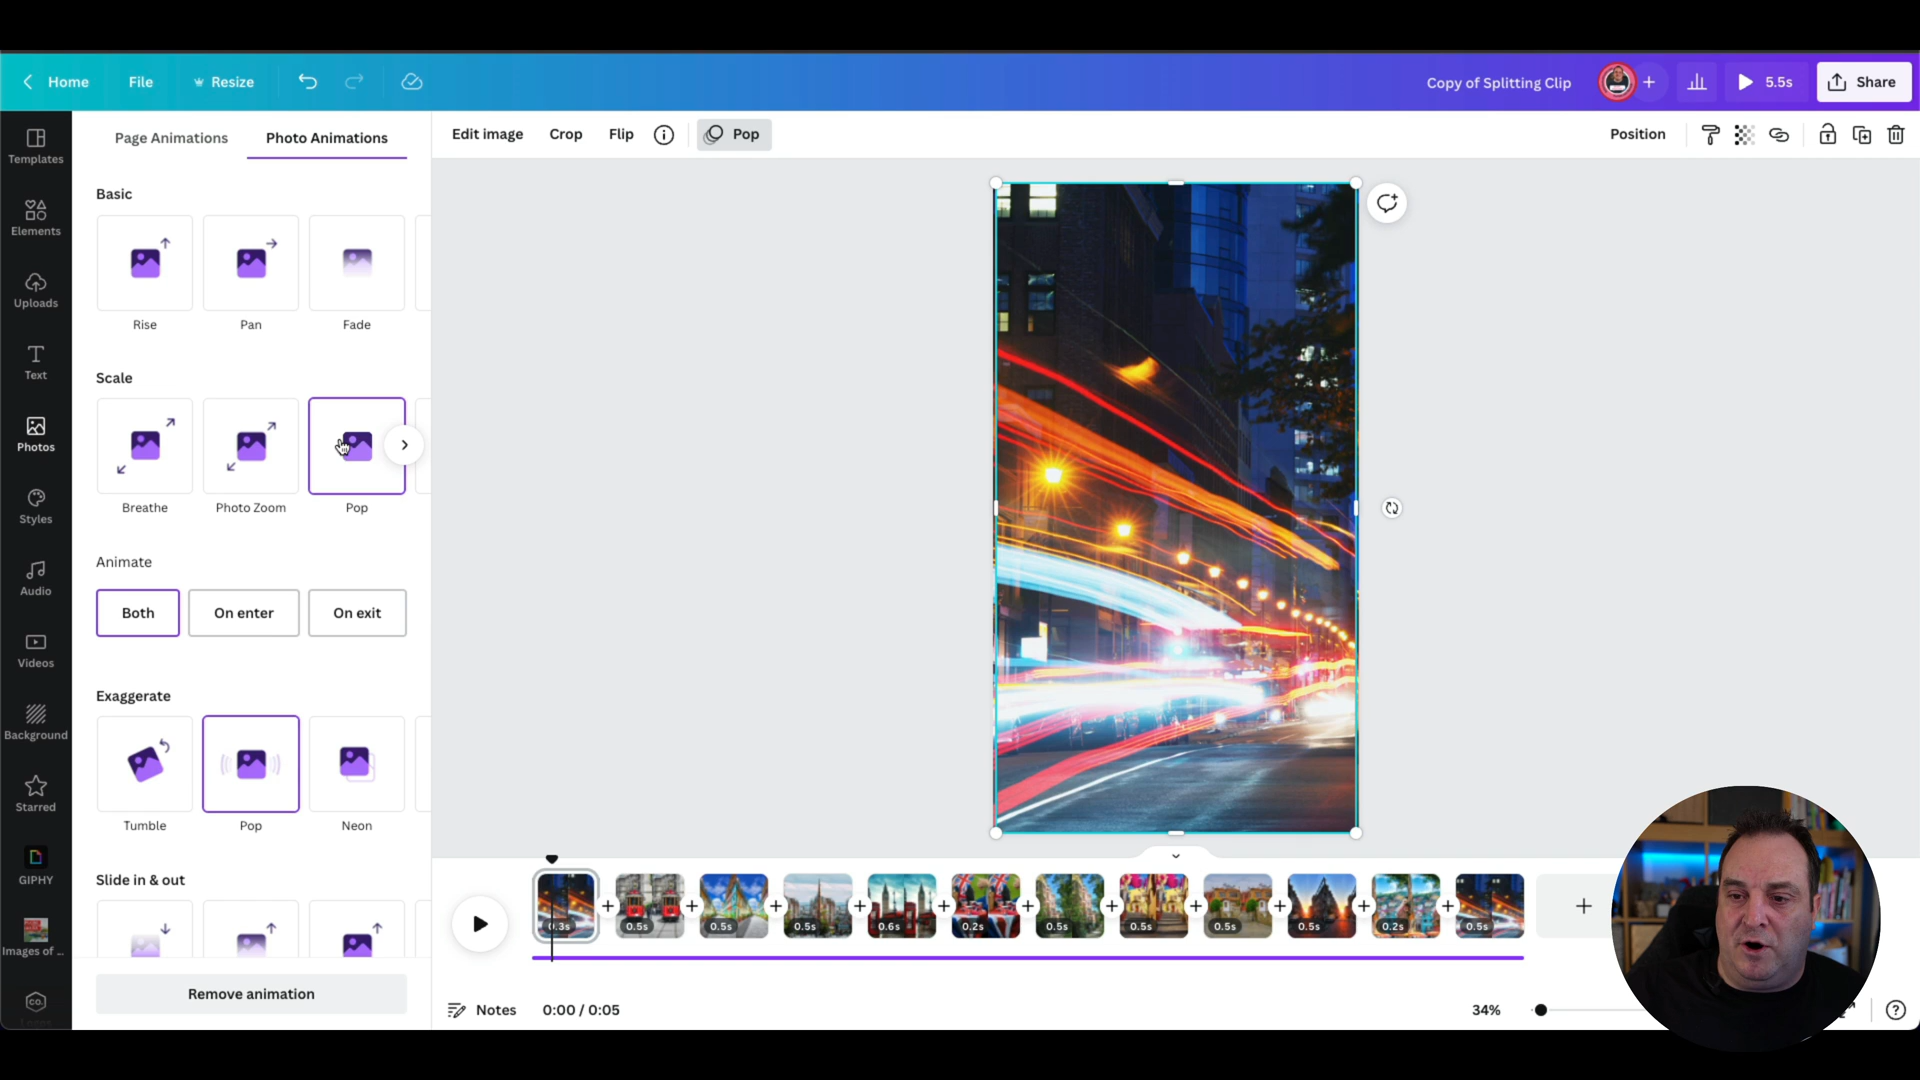 Home File Resize Copy of Splitting Clip 5.5s Share
Templates
Elements
Uploads
Text
Photos
Styles
Audio
Videos
Background
Starred
GIPHY
Images of ...
Page Animations Photo Animations
Basic
Rise Pan Fade
Scale
Breathe Photo Zoom Pop
Animate
Both On enter On exit
Exaggerate
Tumble Pop Neon
Slide in & out
Remove animation
Edit image Crop Flip Pop Position
0.3s 0.5s 0.5s 0.5s 0.6s 0.2s 0.5s 0.5s 0.5s 0.5s 0.2s 0.5s
Notes 0:00 / 0:05 34%